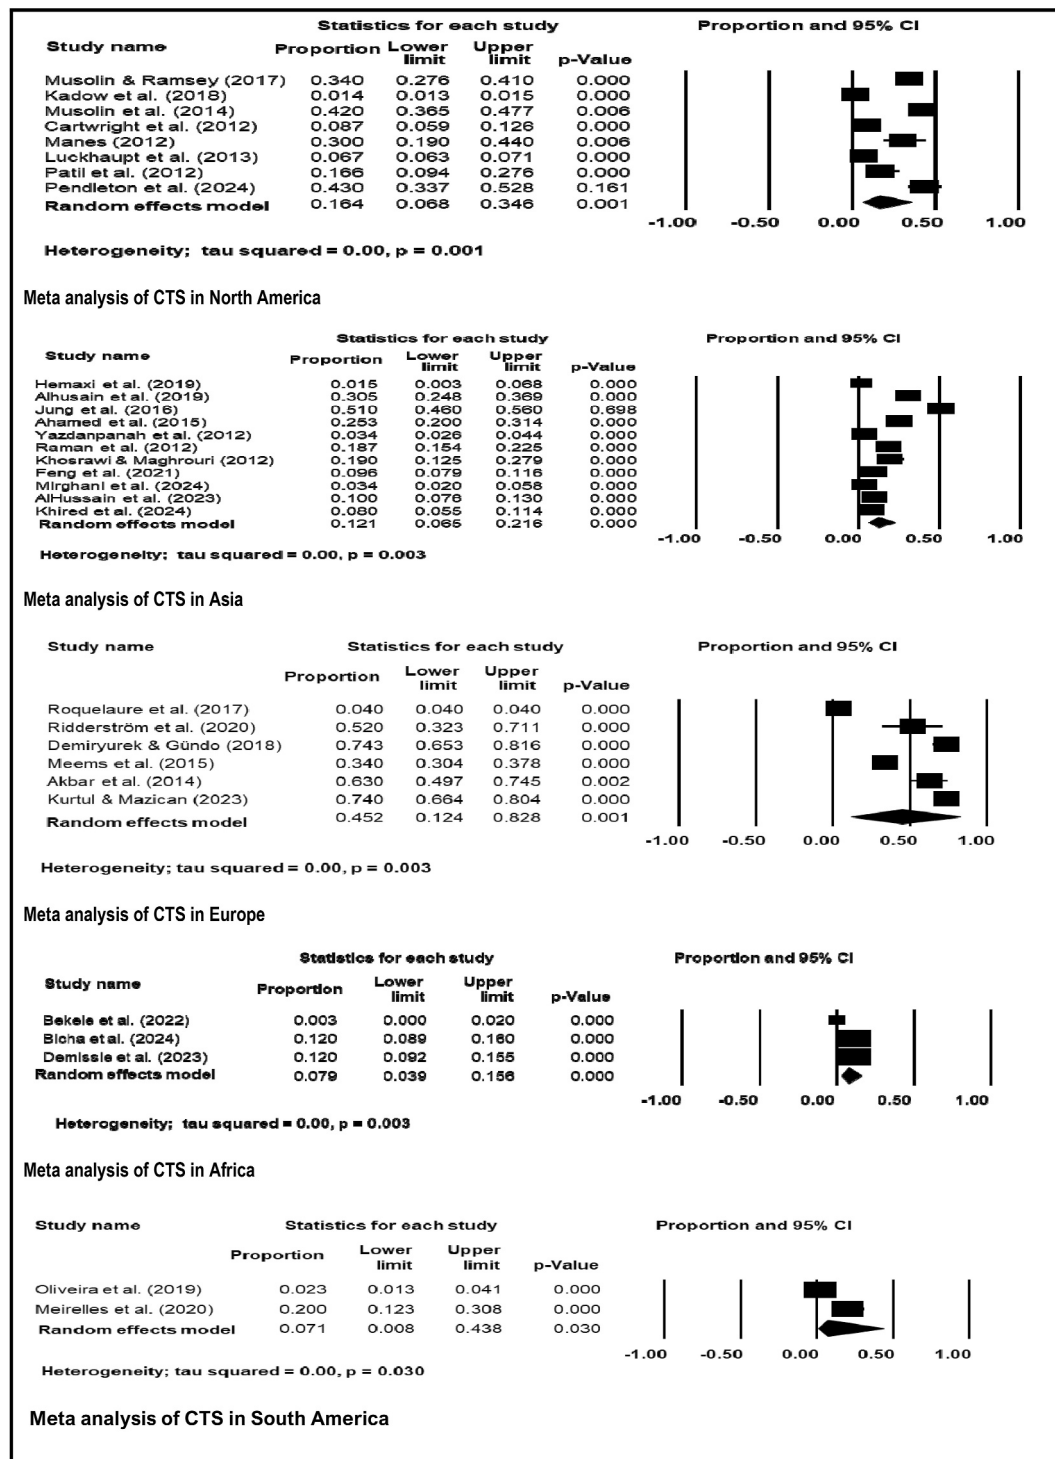 Statistics for each study Proportion and 95% CI
Study name Proportion Lower limit Upper limit p-Value
Musolin & Ramsey (2017) 0.340 0.276 0.410 0.000
Kadow et al. (2018) 0.014 0.013 0.015 0.000
Musolin et al. (2014) 0.420 0.365 0.477 0.006
Cartwright et al. (2012) 0.087 0.059 0.126 0.000
Manes (2012) 0.300 0.190 0.440 0.006
Luckhaupt et al. (2013) 0.067 0.063 0.071 0.000
Patil et al. (2012) 0.166 0.094 0.276 0.000
Pendleton et al. (2024) 0.430 0.337 0.528 0.161
Random effects model 0.164 0.068 0.346 0.001
-1.00 -0.50 0.00 0.50 1.00
Heterogeneity; tau squared = 0.00, p = 0.001
Meta analysis of CTS in North America
Statistics for each study Proportion and 95% CI
Study name Proportion Lower limit Upper limit p-Value
Hemaxi et al. (2019) 0.015 0.003 0.068 0.000
Alhusain et al. (2019) 0.305 0.248 0.369 0.000
Jung et al. (2016) 0.510 0.460 0.560 0.698
Ahamed et al. (2015) 0.253 0.200 0.314 0.000
Yazdanpanah et al. (2012) 0.034 0.026 0.044 0.000
Raman et al. (2012) 0.187 0.154 0.225 0.000
Khosrawi & Maghrouri (2012) 0.190 0.125 0.279 0.000
Feng et al. (2021) 0.096 0.079 0.116 0.000
Mirghani et al. (2024) 0.034 0.020 0.058 0.000
AlHussain et al. (2023) 0.100 0.076 0.130 0.000
Khired et al. (2024) 0.080 0.055 0.114 0.000
Random effects model 0.121 0.065 0.216 0.000
-1.00 -0.50 0.00 0.50 1.00
Heterogeneity; tau squared = 0.00, p = 0.003
Meta analysis of CTS in Asia
Study name Statistics for each study Proportion and 95% CI
Proportion Lower limit Upper limit p-Value
Roquelaure et al. (2017) 0.040 0.040 0.040 0.000
Ridderström et al. (2020) 0.520 0.323 0.711 0.000
Demiryurek & Gündo (2018) 0.743 0.653 0.816 0.000
Meems et al. (2015) 0.340 0.304 0.378 0.000
Akbar et al. (2014) 0.630 0.497 0.745 0.002
Kurtul & Mazican (2023) 0.740 0.664 0.804 0.000
Random effects model 0.452 0.124 0.828 0.001
-1.00 -0.50 0.00 0.50 1.00
Heterogeneity; tau squared = 0.00, p = 0.003
Meta analysis of CTS in Europe
Statistics for each study Proportion and 95% CI
Study name Proportion Lower limit Upper limit p-Value
Bekele et al. (2022) 0.003 0.000 0.020 0.000
Bicha et al. (2024) 0.120 0.089 0.160 0.000
Demissie et al. (2023) 0.120 0.092 0.155 0.000
Random effects model 0.079 0.039 0.156 0.000
-1.00 -0.50 0.00 0.50 1.00
Heterogeneity; tau squared = 0.00, p = 0.003
Meta analysis of CTS in Africa
Study name Statistics for each study Proportion and 95% CI
Proportion Lower limit Upper limit p-Value
Oliveira et al. (2019) 0.023 0.013 0.041 0.000
Meirelles et al. (2020) 0.200 0.123 0.308 0.000
Random effects model 0.071 0.008 0.438 0.030
-1.00 -0.50 0.00 0.50 1.00
Heterogeneity; tau squared = 0.00, p = 0.030
Meta analysis of CTS in South America